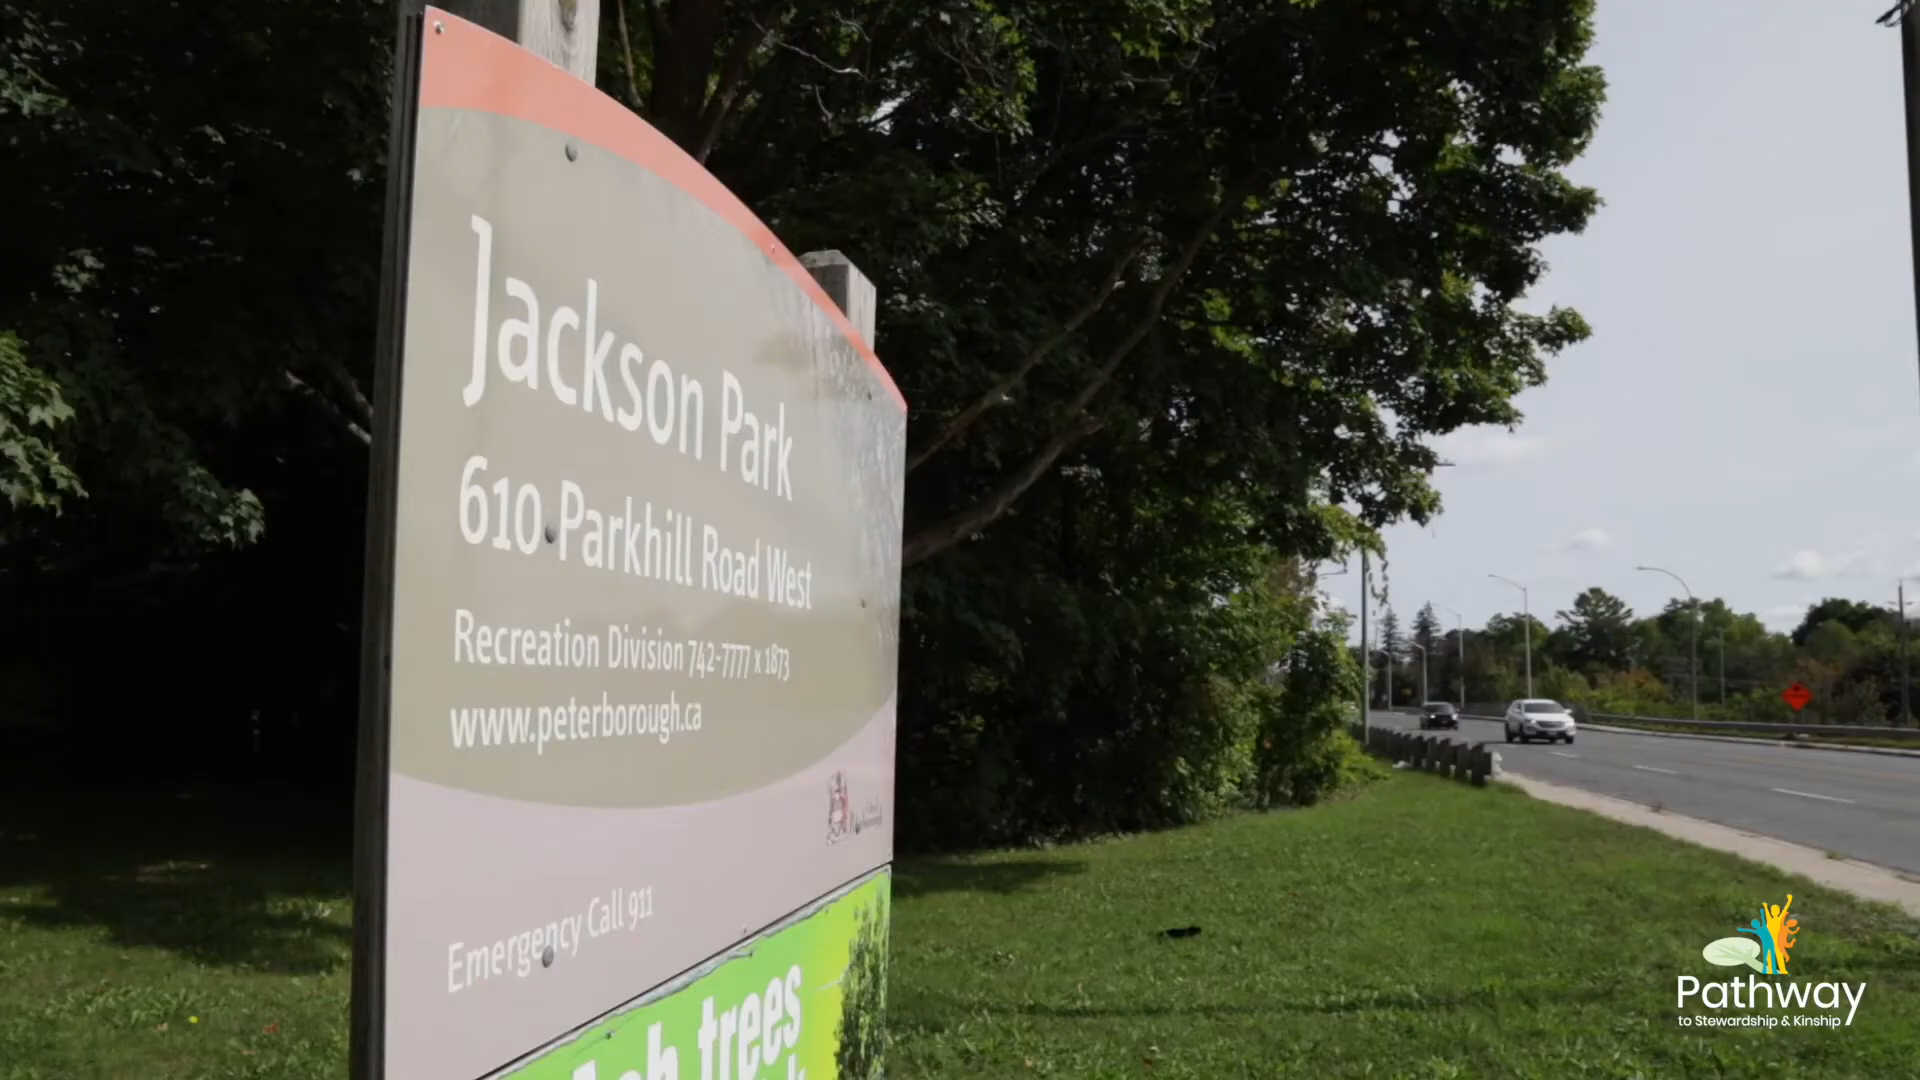 Jackson Park
610 Parkhill Road West
Recreation Division 742-7777 x 1873
www.peterborough.ca
Emergency Call 911
trees
Pathway
to Stewardship & Kinship